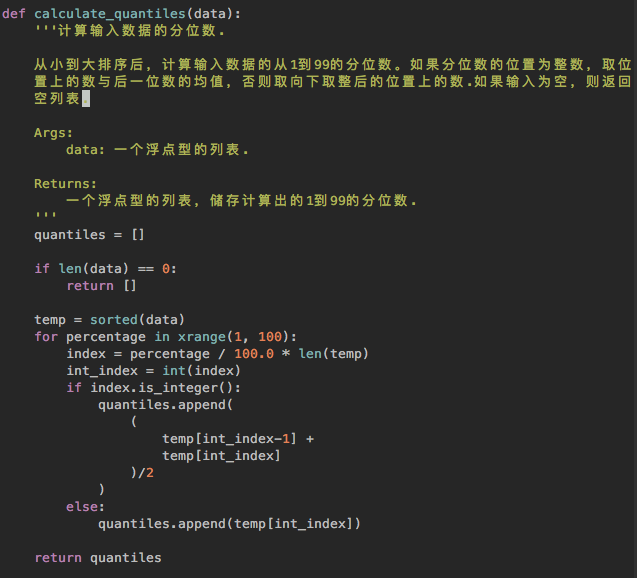 def calculate_quantiles(data):
    '''计算输入数据的分位数.
    从小到大排序后，计算输入数据的从1到99的分位数。如果分位数的位置为整数，取位
    置上的数与后一位数的均值，否则取向下取整后的位置上的数.如果输入为空，则返回
    空列表.
    Args:
        data: 一个浮点型的列表.
    Returns:
        一个浮点型的列表，储存计算出的1到99的分位数.
    '''
    quantiles = []
    if len(data) == 0:
        return []
    temp = sorted(data)
    for percentage in xrange(1, 100):
        index = percentage / 100.0 * len(temp)
        int_index = int(index)
        if index.is_integer():
            quantiles.append(
                (
                    temp[int_index-1] +
                    temp[int_index]
                )/2
            )
        else:
            quantiles.append(temp[int_index])
    return quantiles